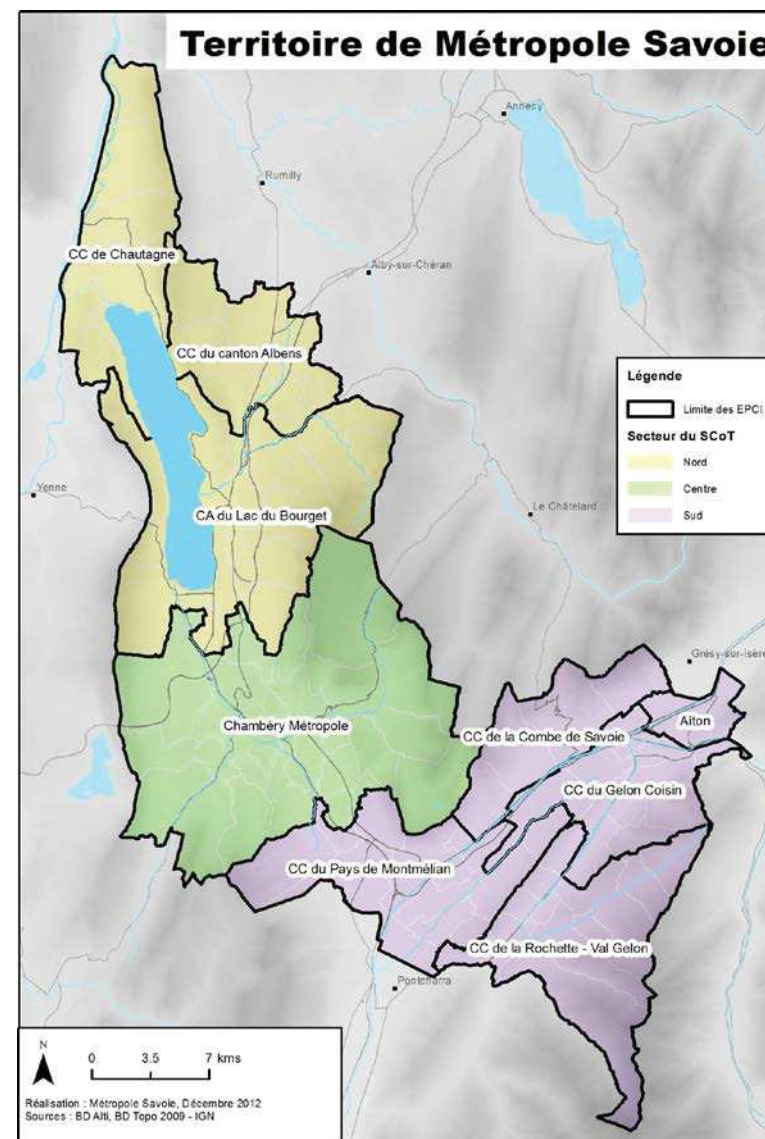 Territoire de Métropole Savoie
Annecy
Rumilly
CC de Chautagne
Alby-sur-Chéran
CC du canton Albens
Légende
Limite des EPCI
Secteur du SCoT
Nord
Centre
Sud
Yenne
Le Châtelard
CA du Lac du Bourget
Grésy-sur-Isère
Aiton
Chambéry Métropole
CC de la Combe de Savoie
CC du Gelon Coisin
CC du Pays de Montmélian
CC de la Rochette - Val Gelon
Pontcharra
N
0 3.5 7 kms
Réalisation : Métropole Savoie, Décembre 2012
Sources : BD Alti, BD Topo 2009 - IGN